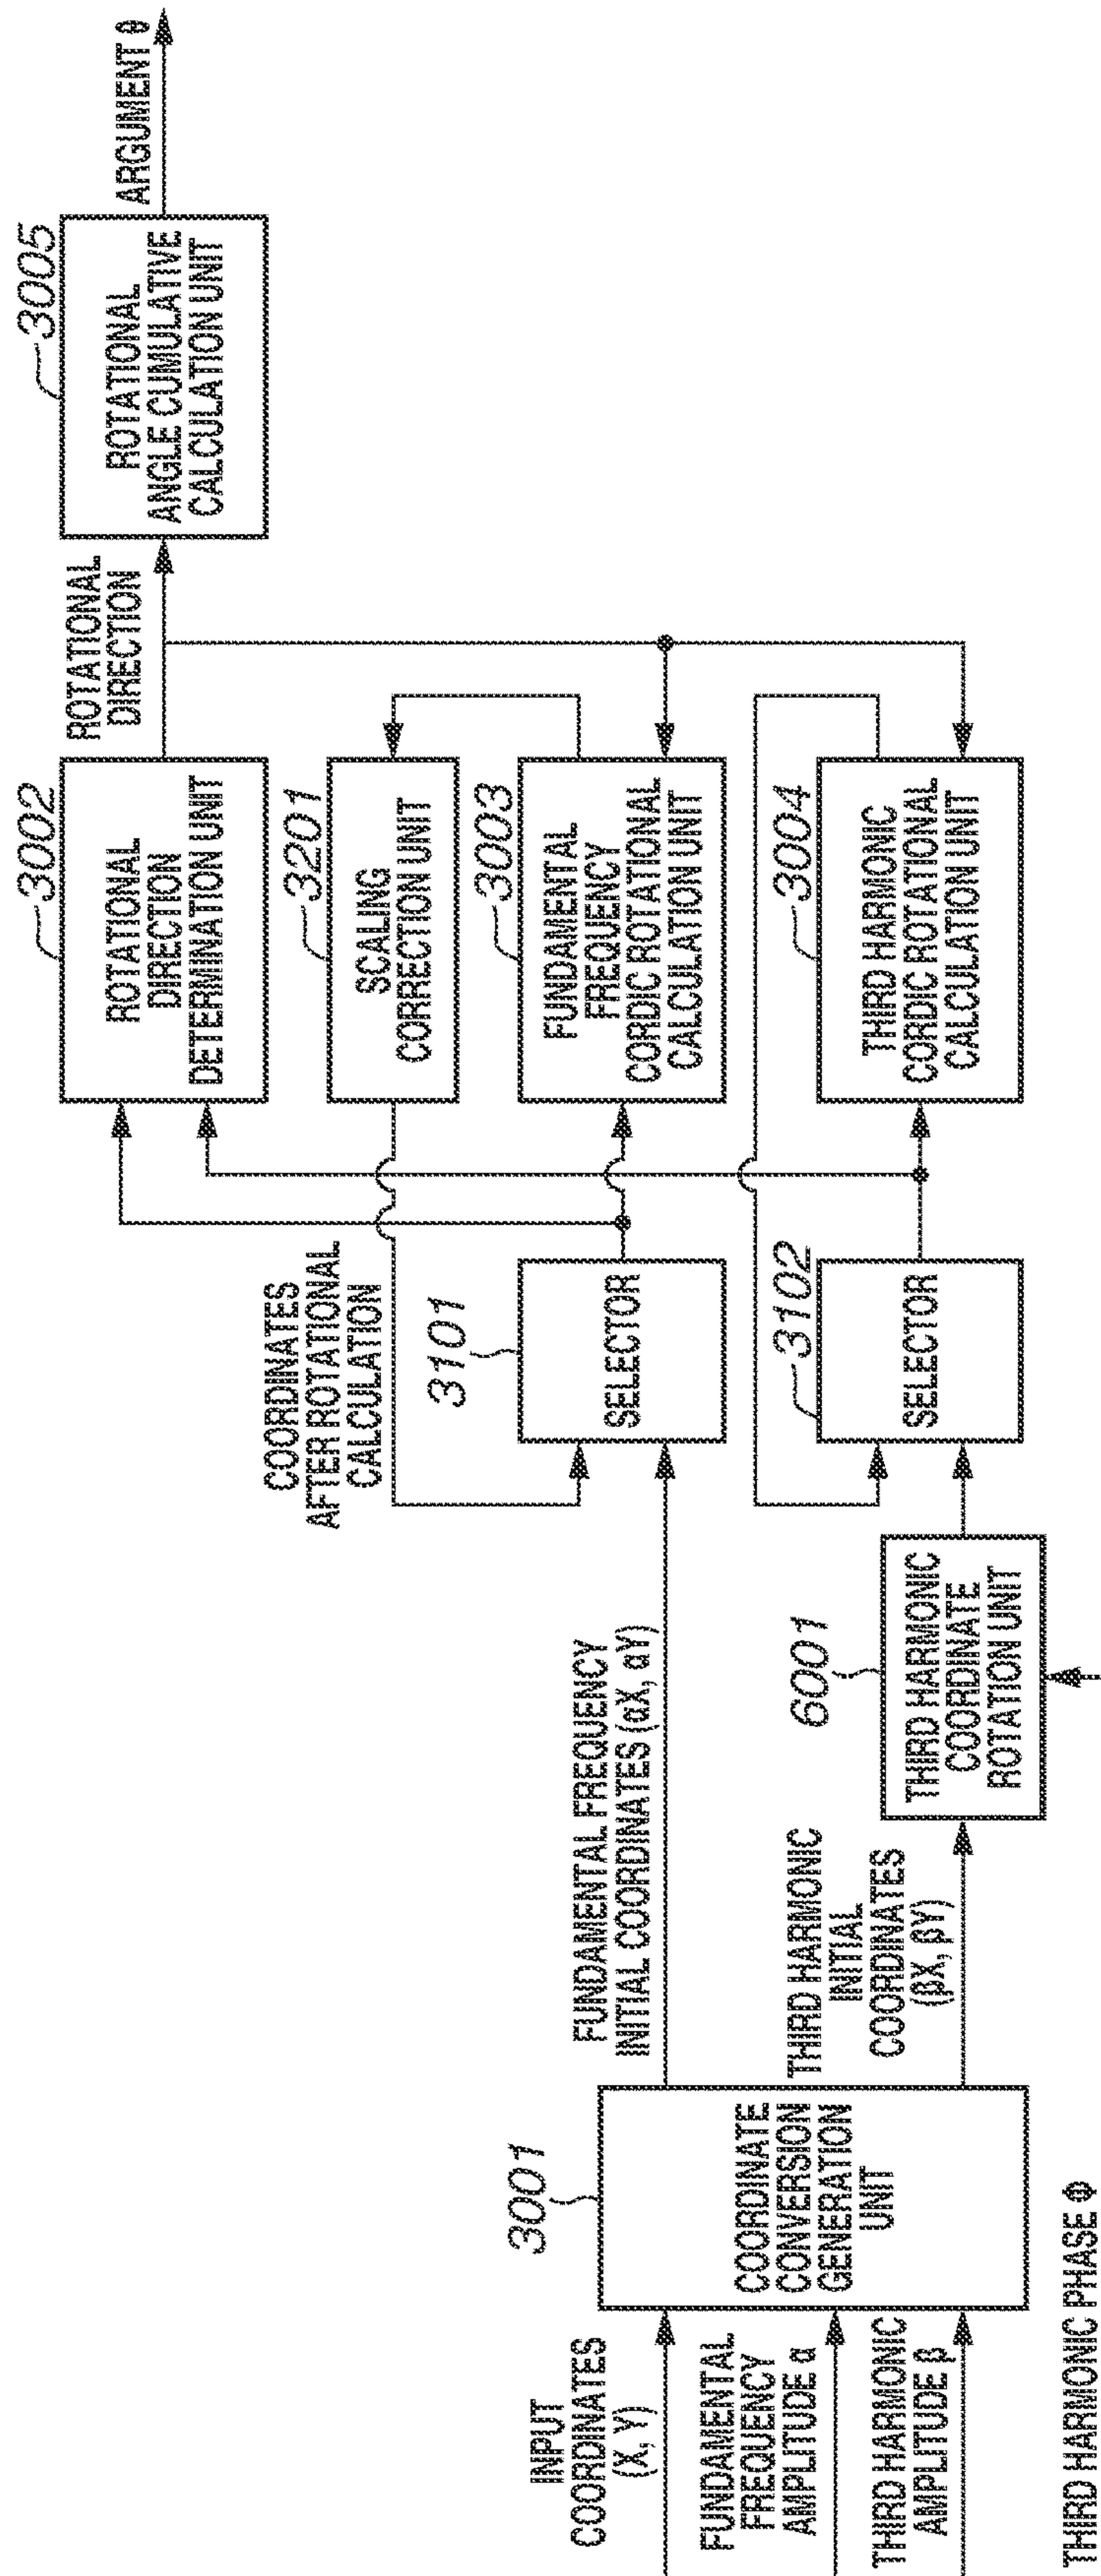 INPUT
COORDINATES
(X, Y)
FUNDAMENTAL
FREQUENCY
AMPLITUDE α
THIRD HARMONIC
AMPLITUDE β
THIRD HARMONIC PHASE Φ
3001
COORDINATE
CONVERSION
GENERATION
UNIT
FUNDAMENTAL FREQUENCY
INITIAL COORDINATES (αX, αY)
THIRD HARMONIC
INITIAL
COORDINATES
(βX, βY)
6001
THIRD HARMONIC
COORDINATE
ROTATION UNIT
COORDINATES
AFTER ROTATIONAL
CALCULATION
3101
SELECTOR
3102
SELECTOR
3002
ROTATIONAL
DIRECTION
DETERMINATION UNIT
3201
SCALING
CORRECTION UNIT
3003
FUNDAMENTAL
FREQUENCY
CORDIC ROTATIONAL
CALCULATION UNIT
3004
THIRD HARMONIC
CORDIC ROTATIONAL
CALCULATION UNIT
ROTATIONAL
DIRECTION
3005
ROTATIONAL
ANGLE CUMULATIVE
CALCULATION UNIT
ARGUMENT θ